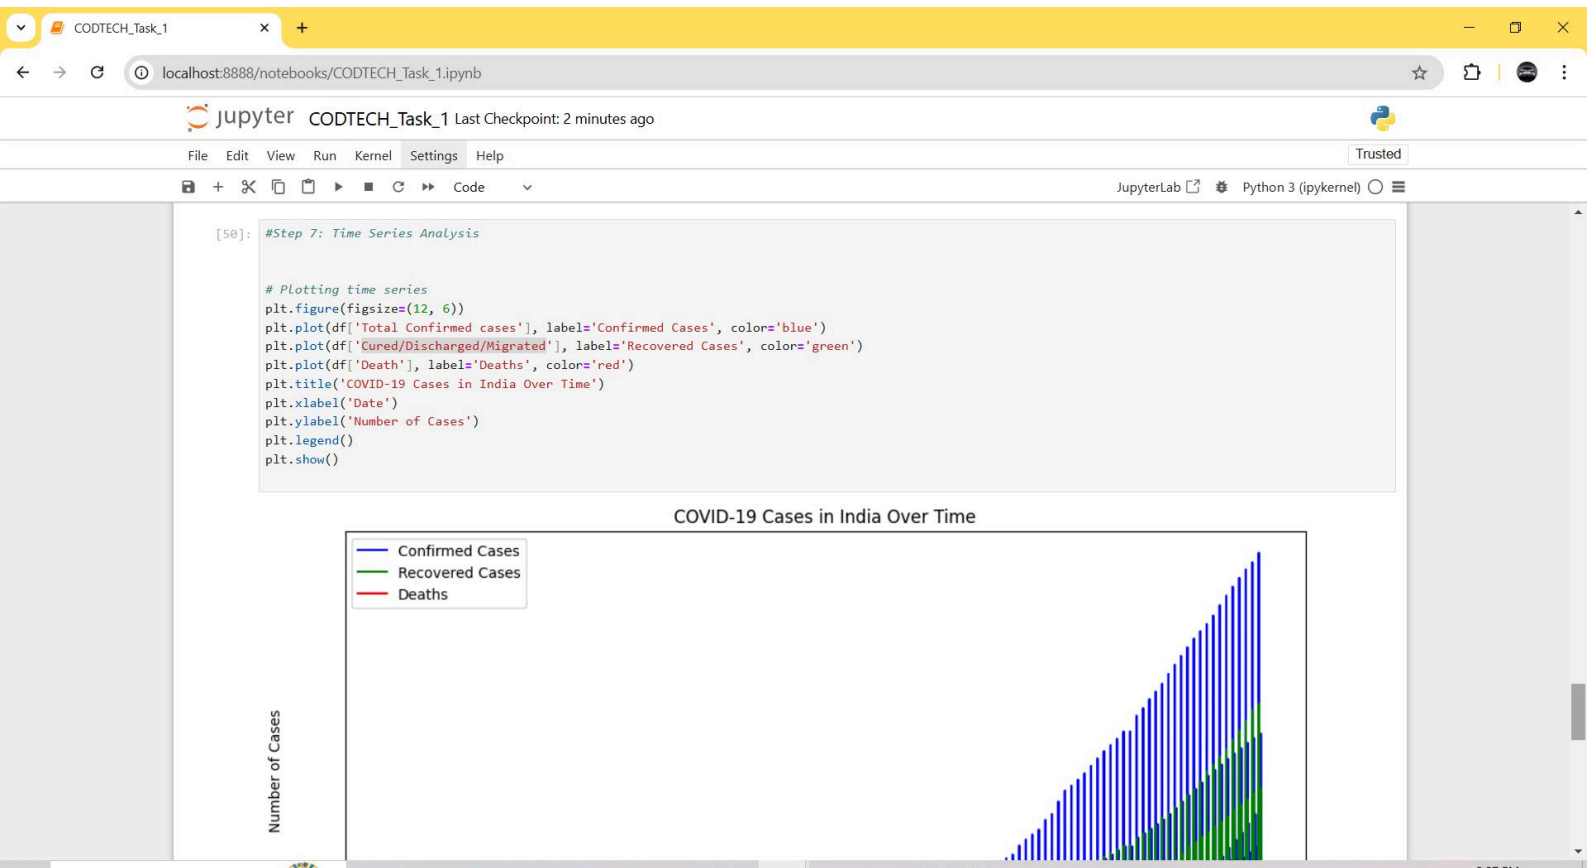 CODTECH_Task_1
localhost:8888/notebooks/CODTECH_Task_1.ipynb
jupyter CODTECH_Task_1 Last Checkpoint: 2 minutes ago
File Edit View Run Kernel Settings Help Trusted
Code JupyterLab Python 3 (ipykernel)
[50]: #Step 7: Time Series Analysis
# Plotting time series
plt.figure(figsize=(12, 6))
plt.plot(df['Total Confirmed cases'], label='Confirmed Cases', color='blue')
plt.plot(df['Cured/Discharged/Migrated'], label='Recovered Cases', color='green')
plt.plot(df['Death'], label='Deaths', color='red')
plt.title('COVID-19 Cases in India Over Time')
plt.xlabel('Date')
plt.ylabel('Number of Cases')
plt.legend()
plt.show()
COVID-19 Cases in India Over Time
Confirmed Cases
Recovered Cases
Deaths
Number of Cases